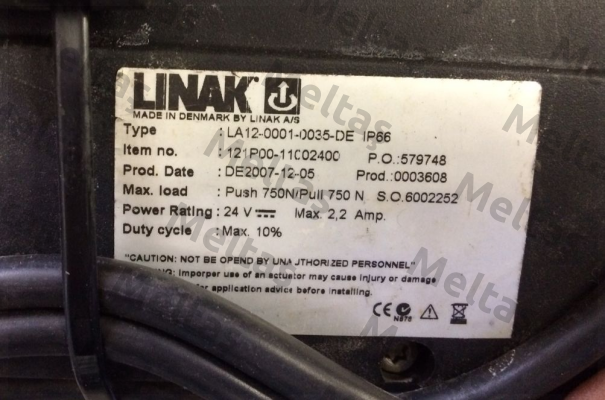 LINAK
MADE IN DENMARK BY LINAK A/S
Type : LA12-0001-0035-DE IP66
Item no. : 121P00-11002400 P.O.:579748
Prod. Date : DE2007-12-05 Prod.:0003608
Max. load : Push 750N/Pull 750 N S.O.6002252
Power Rating : 24 V Max. 2,2 Amp.
Duty cycle : Max. 10%
"CAUTION: NOT BE OPEND BY UNAUTHORIZED PERSONNEL"
imporper use of an actuator may cause injury or damage
for application advice before installing.
CE N575
Meltaş